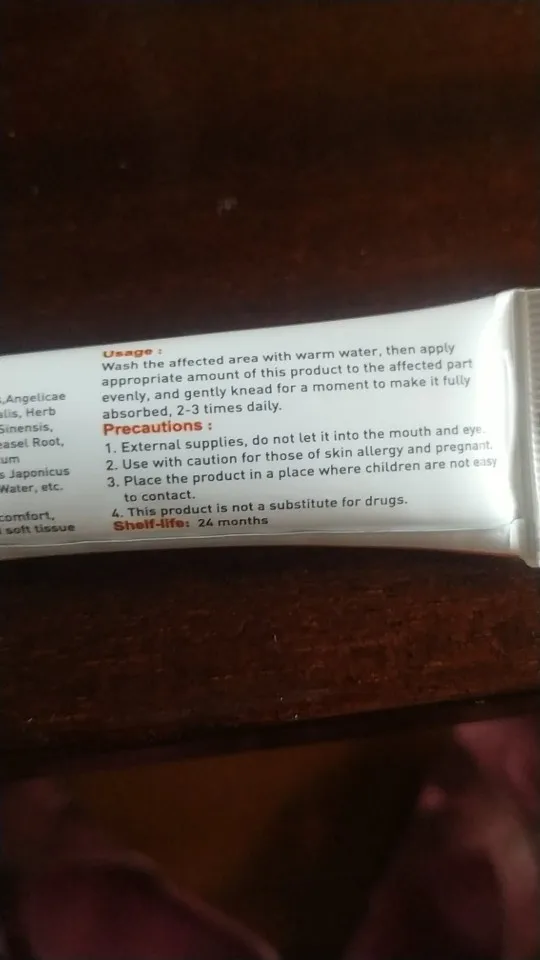 ,Angelicae
alis, Herb
Sinensis,
easel Root,
um
s Japonicus
Water, etc.
comfort,
soft tissue
Usage :
Wash the affected area with warm water, then apply
appropriate amount of this product to the affected part
evenly, and gently knead for a moment to make it fully
absorbed, 2-3 times daily.
Precautions :
1. External supplies, do not let it into the mouth and eye.
2. Use with caution for those of skin allergy and pregnant.
3. Place the product in a place where children are not easy
to contact.
4. This product is not a substitute for drugs.
Shelf-life: 24 months